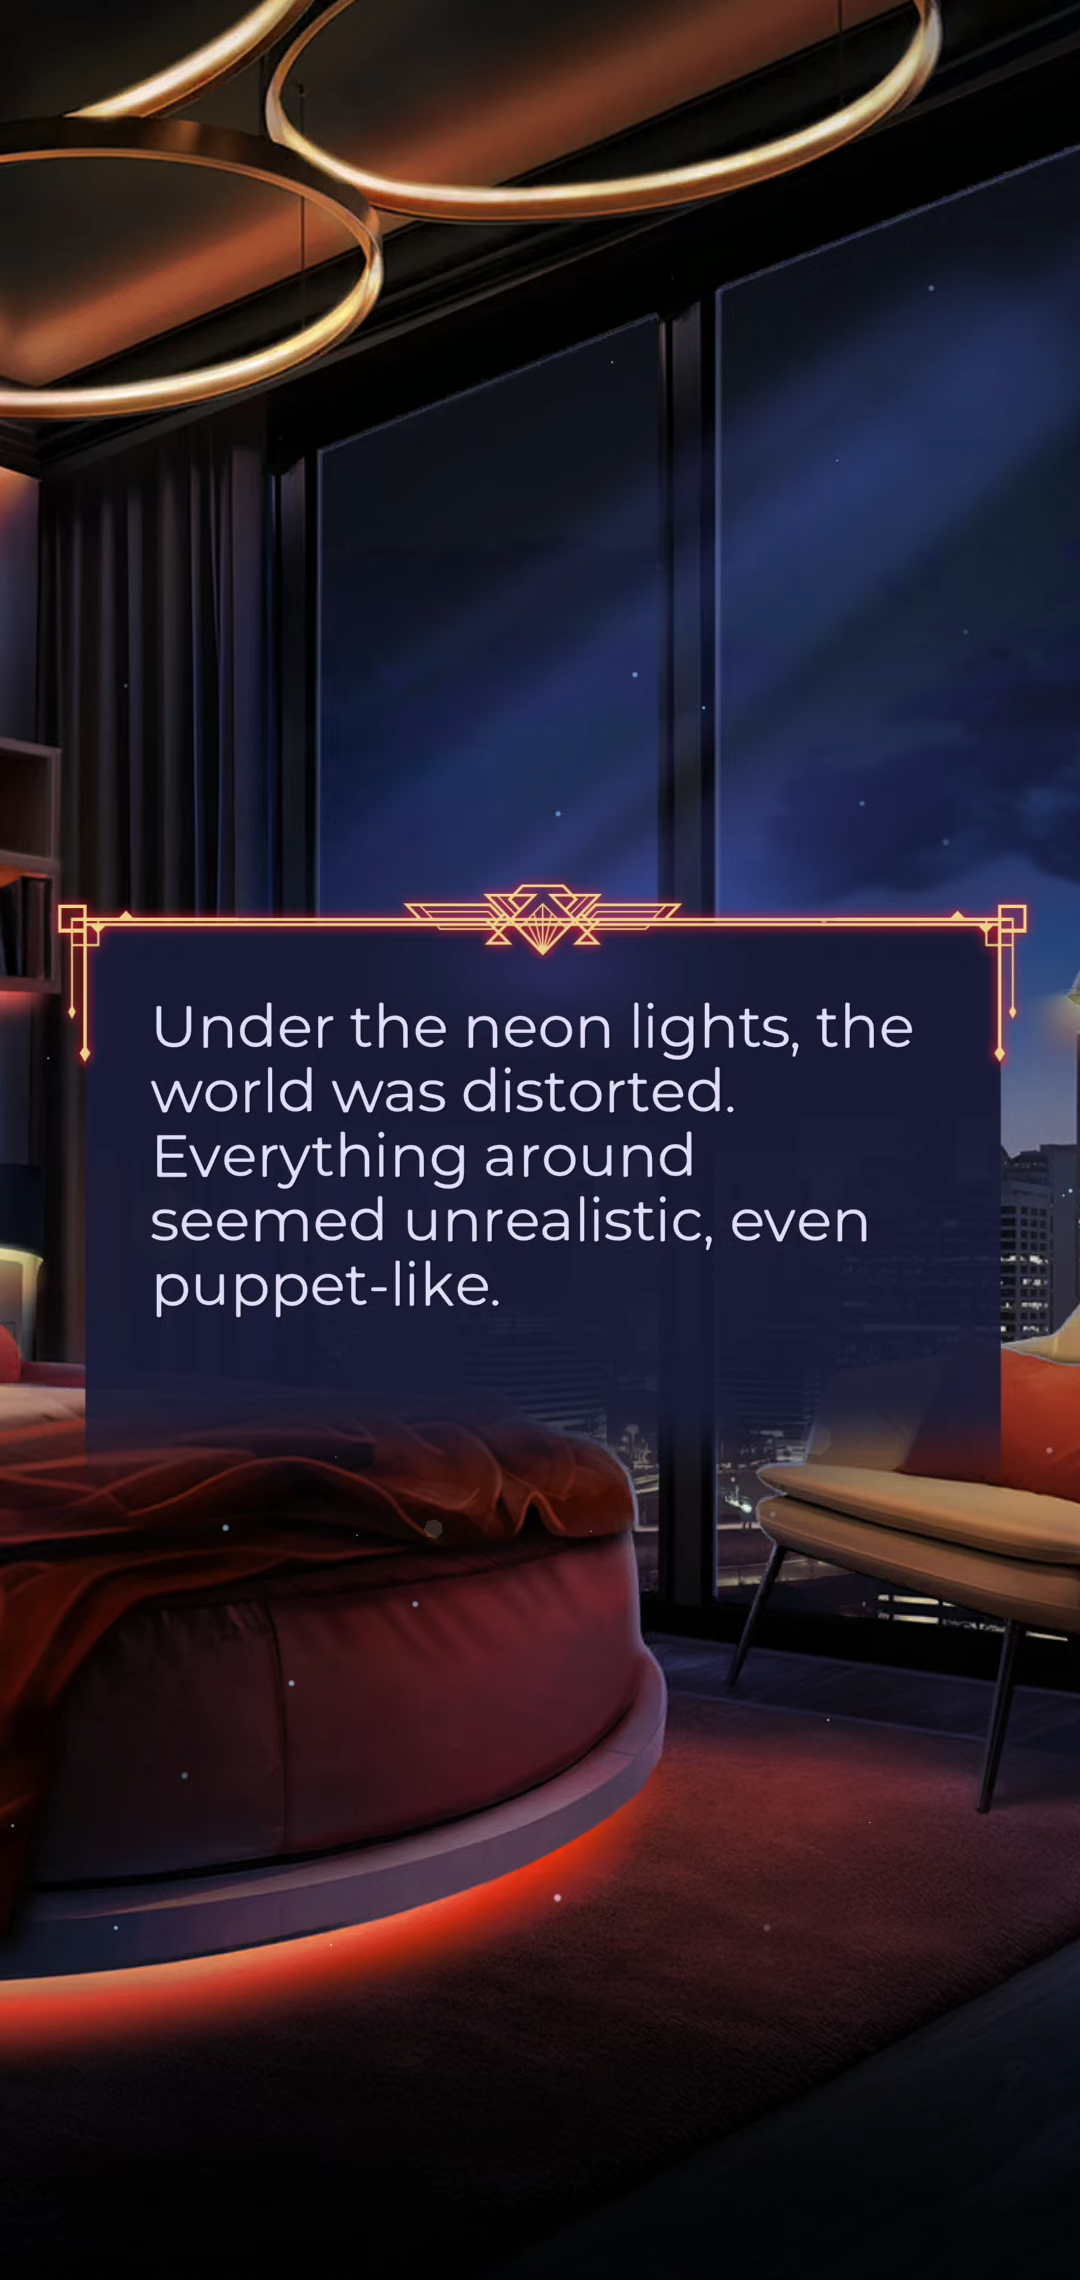 Under the neon lights, the
world was distorted.
Everything around
seemed unrealistic, even
puppet-like.